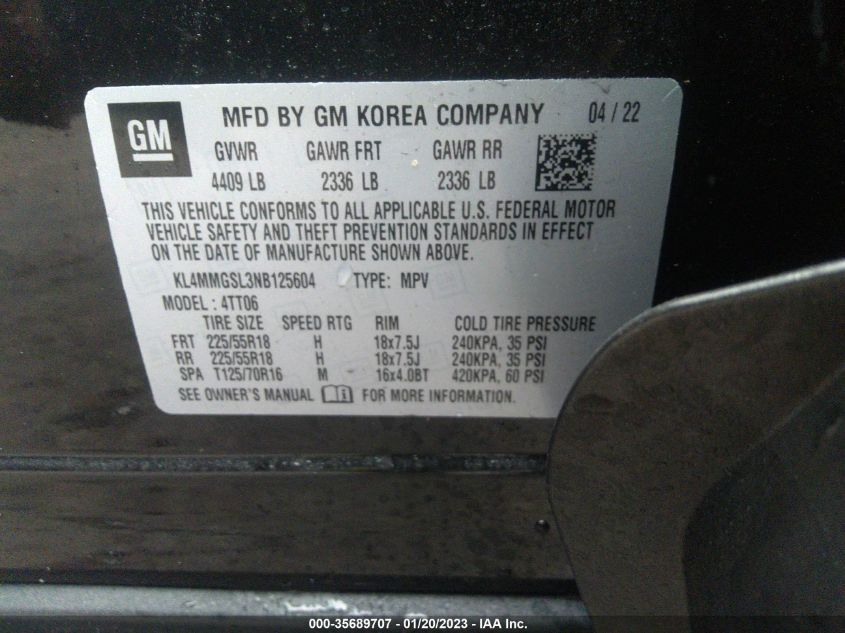 GM
MFD BY GM KOREA COMPANY 04 / 22
GVWR GAWR FRT GAWR RR
4409 LB 2336 LB 2336 LB
THIS VEHICLE CONFORMS TO ALL APPLICABLE U.S. FEDERAL MOTOR
VEHICLE SAFETY AND THEFT PREVENTION STANDARDS IN EFFECT
ON THE DATE OF MANUFACTURE SHOWN ABOVE.
KL4MMGSL3NB125604 TYPE: MPV
MODEL : 4TT06
TIRE SIZE SPEED RTG RIM COLD TIRE PRESSURE
FRT 225/55R18 H 18x7.5J 240KPA, 35 PSI
RR 225/55R18 H 18x7.5J 240KPA, 35 PSI
SPA T125/70R16 M 16x4.0BT 420KPA, 60 PSI
SEE OWNER'S MANUAL FOR MORE INFORMATION.
000-35689707 - 01/20/2023 - IAA Inc.